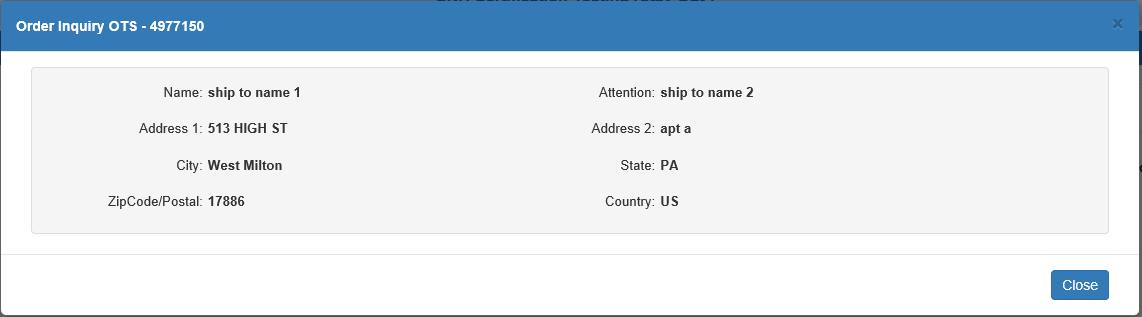 Order Inquiry OTS - 4977150 ×
Name: ship to name 1 Attention: ship to name 2
Address 1: 513 HIGH ST Address 2: apt a
City: West Milton State: PA
ZipCode/Postal: 17886 Country: US
Close